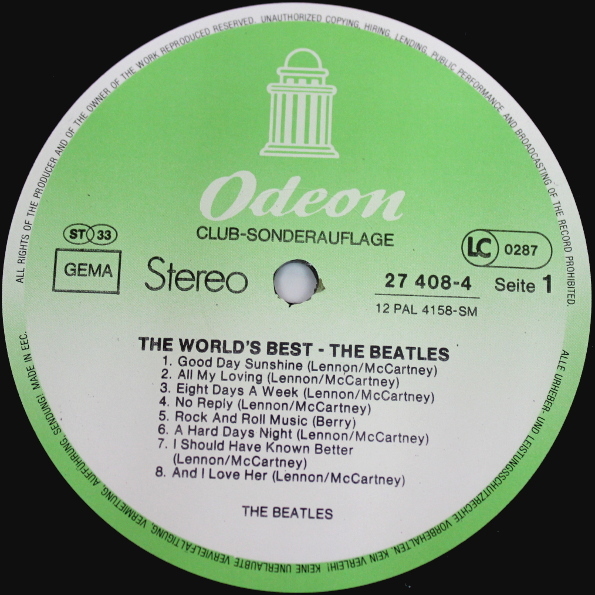 ALL RIGHTS OF THE PRODUCER AND OF THE OWNER OF THE WORK REPRODUCED RESERVED. UNAUTHORIZED COPYING, HIRING, LENDING, PUBLIC PERFORMANCE AND BROADCASTING OF THE RECORD PROHIBITED.
Odeon
CLUB-SONDERAUFLAGE
ST 33
LC 0287
GEMA
Stereo
27 408-4
Seite 1
12 PAL 4158-SM
THE WORLD'S BEST - THE BEATLES
1. Good Day Sunshine (Lennon/McCartney)
2. All My Loving (Lennon/McCartney)
3. Eight Days A Week (Lennon/McCartney)
4. No Reply (Lennon/McCartney)
5. Rock And Roll Music (Berry)
6. A Hard Days Night (Lennon/McCartney)
7. I Should Have Known Better
(Lennon/McCartney)
8. And I Love Her (Lennon/McCartney)
THE BEATLES
ALLE URHEBER- UND LEISTUNGSSCHUTZRECHTE VORBEHALTEN. KEIN VERLEIH! KEINE UNERLAUBTE VERVIELFÄLTIGUNG, VERMIETUNG, AUFFÜHRUNG, SENDUNG! MADE IN EEC.